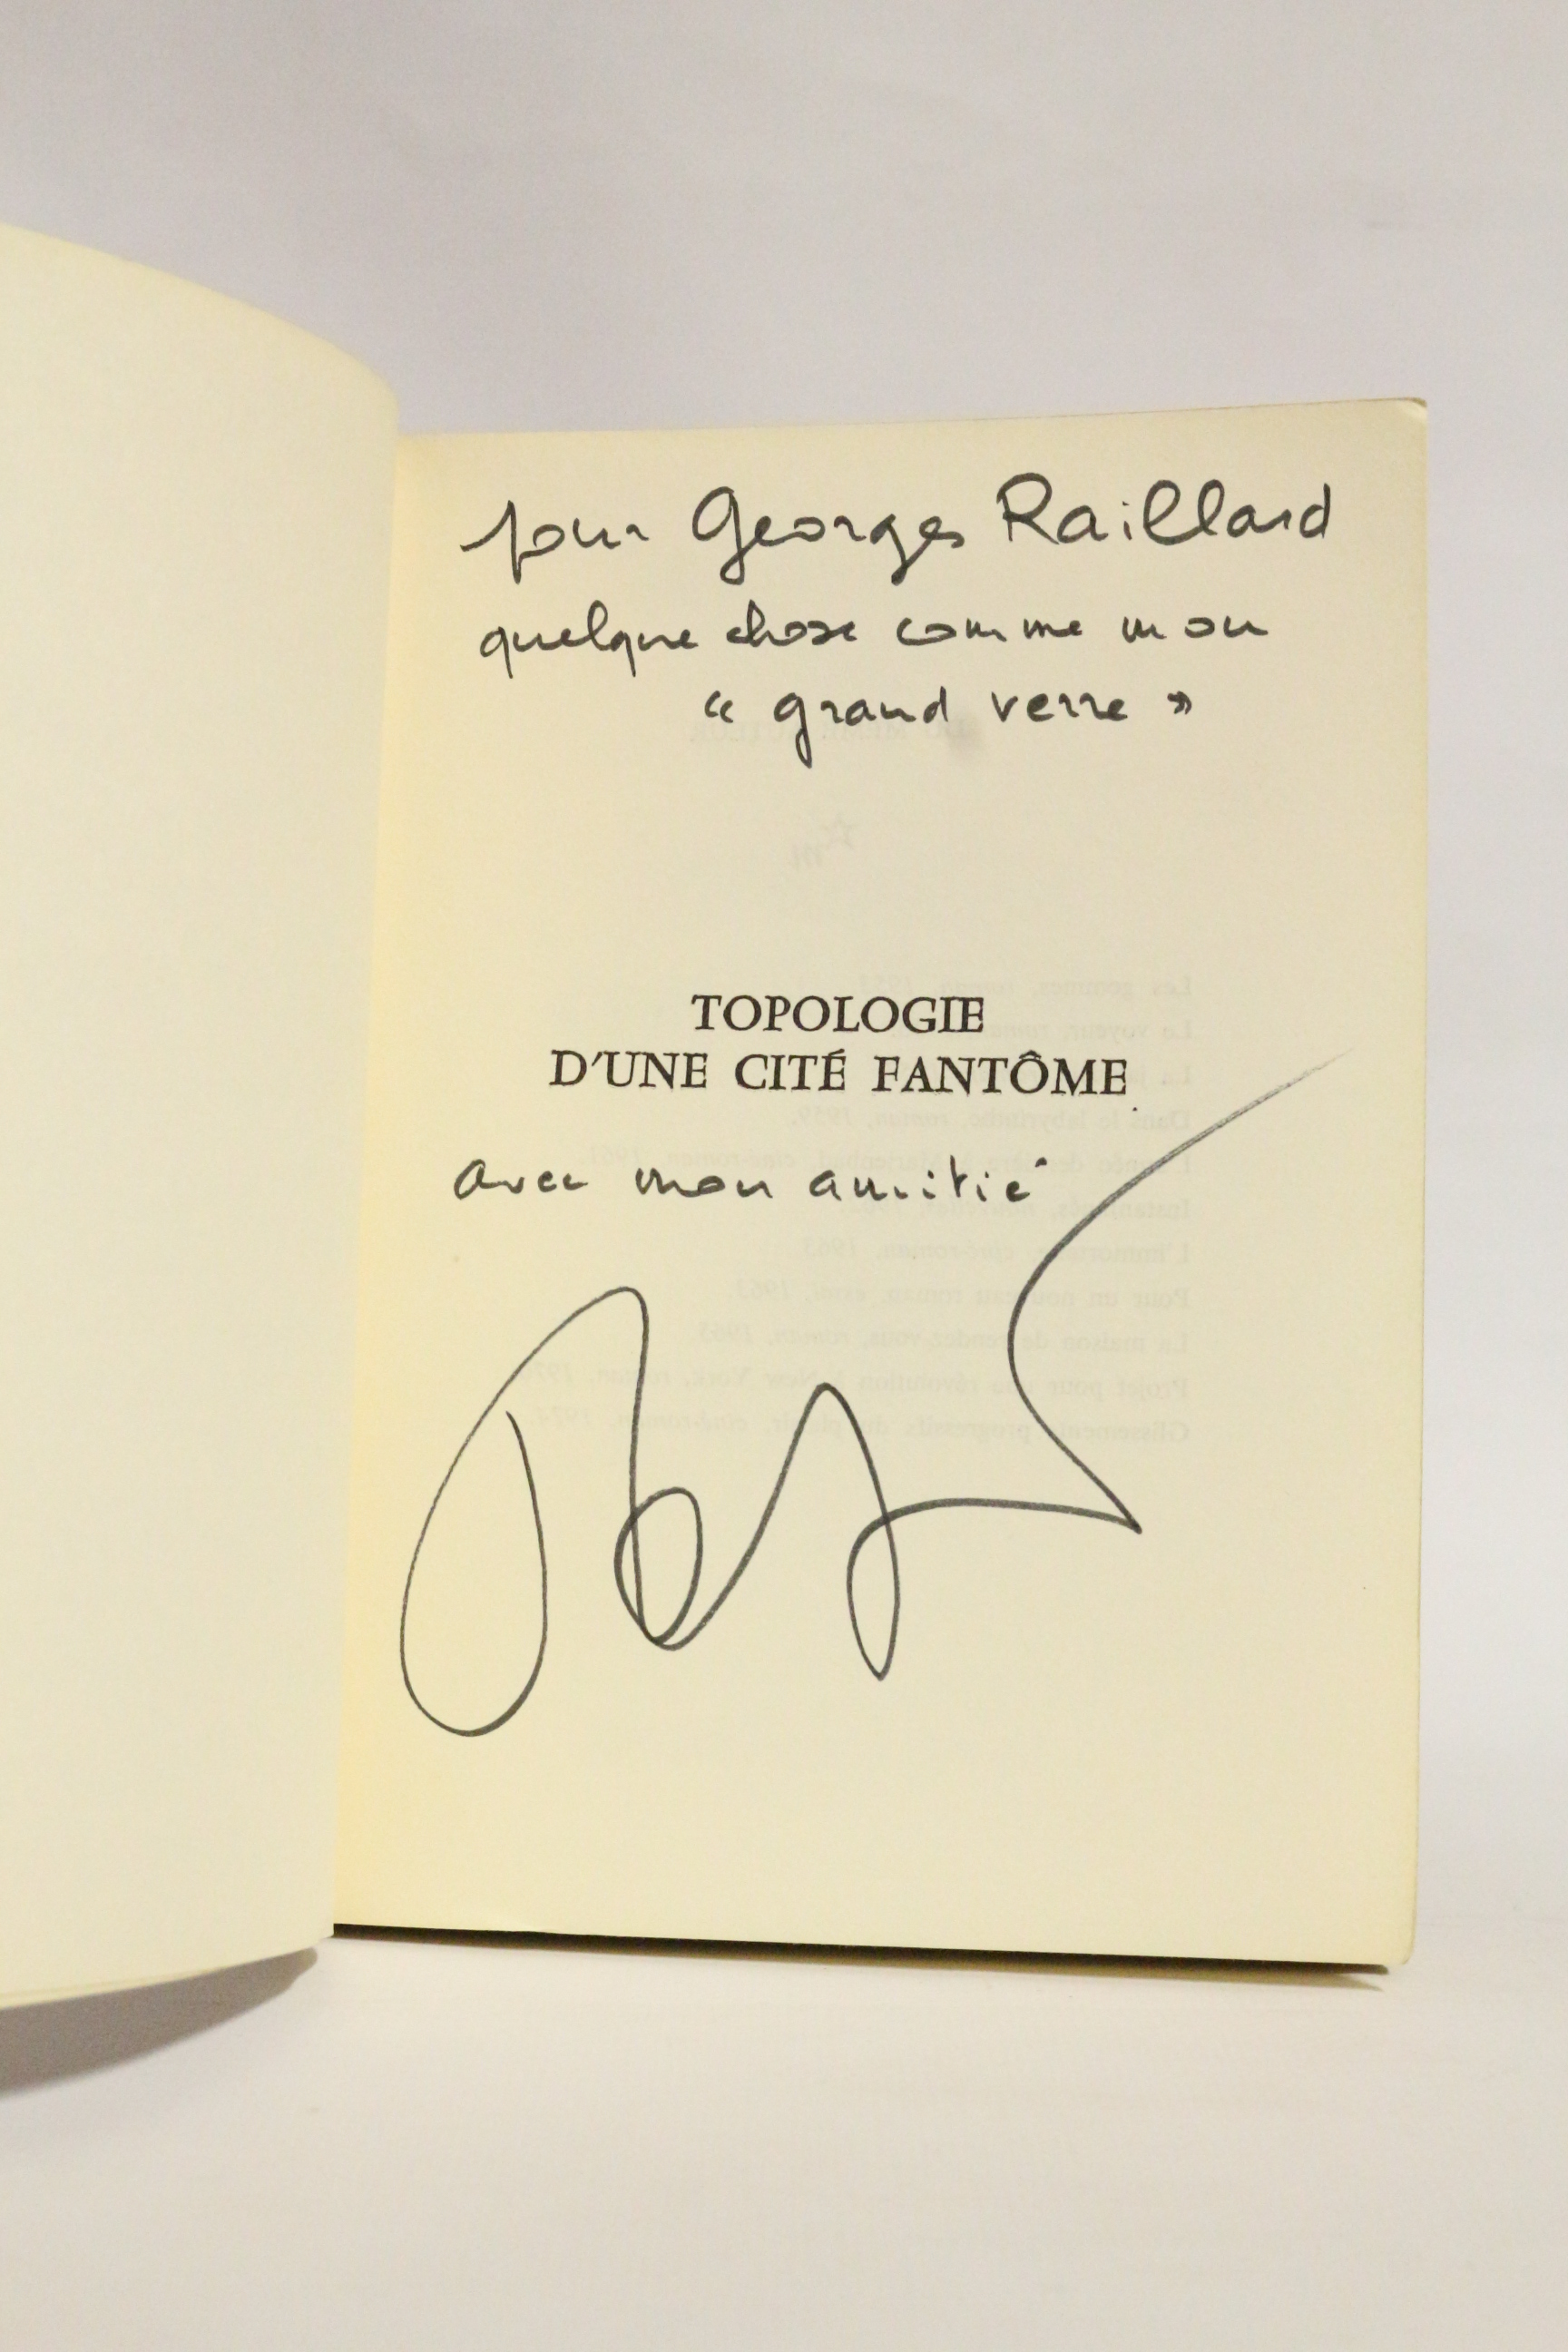 pour Georges Raillard
quelque chose comme mon
« grand verre »
TOPOLOGIE
D'UNE CITÉ FANTÔME
avec mon amitié